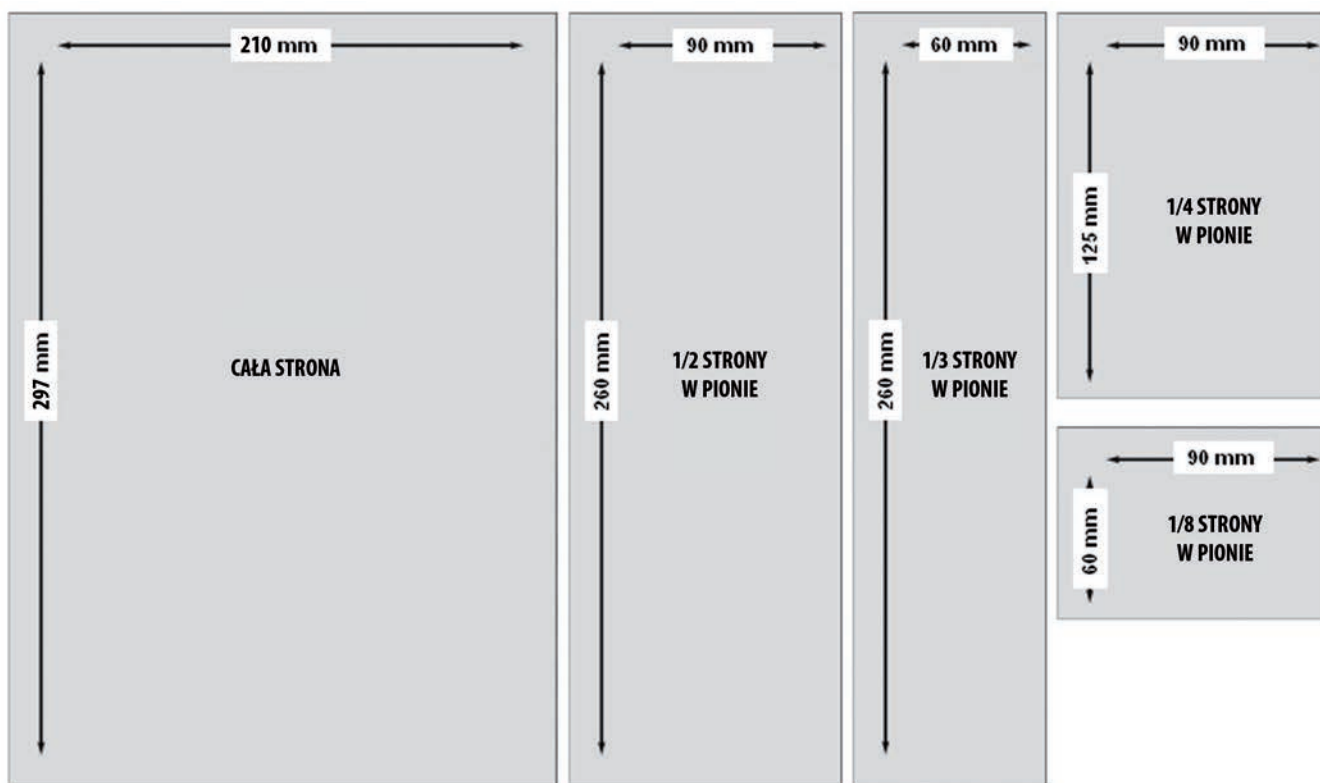 210 mm
297 mm
CAŁA STRONA
90 mm
260 mm
1/2 STRONY
W PIONIE
60 mm
260 mm
1/3 STRONY
W PIONIE
90 mm
125 mm
1/4 STRONY
W PIONIE
90 mm
60 mm
1/8 STRONY
W PIONIE